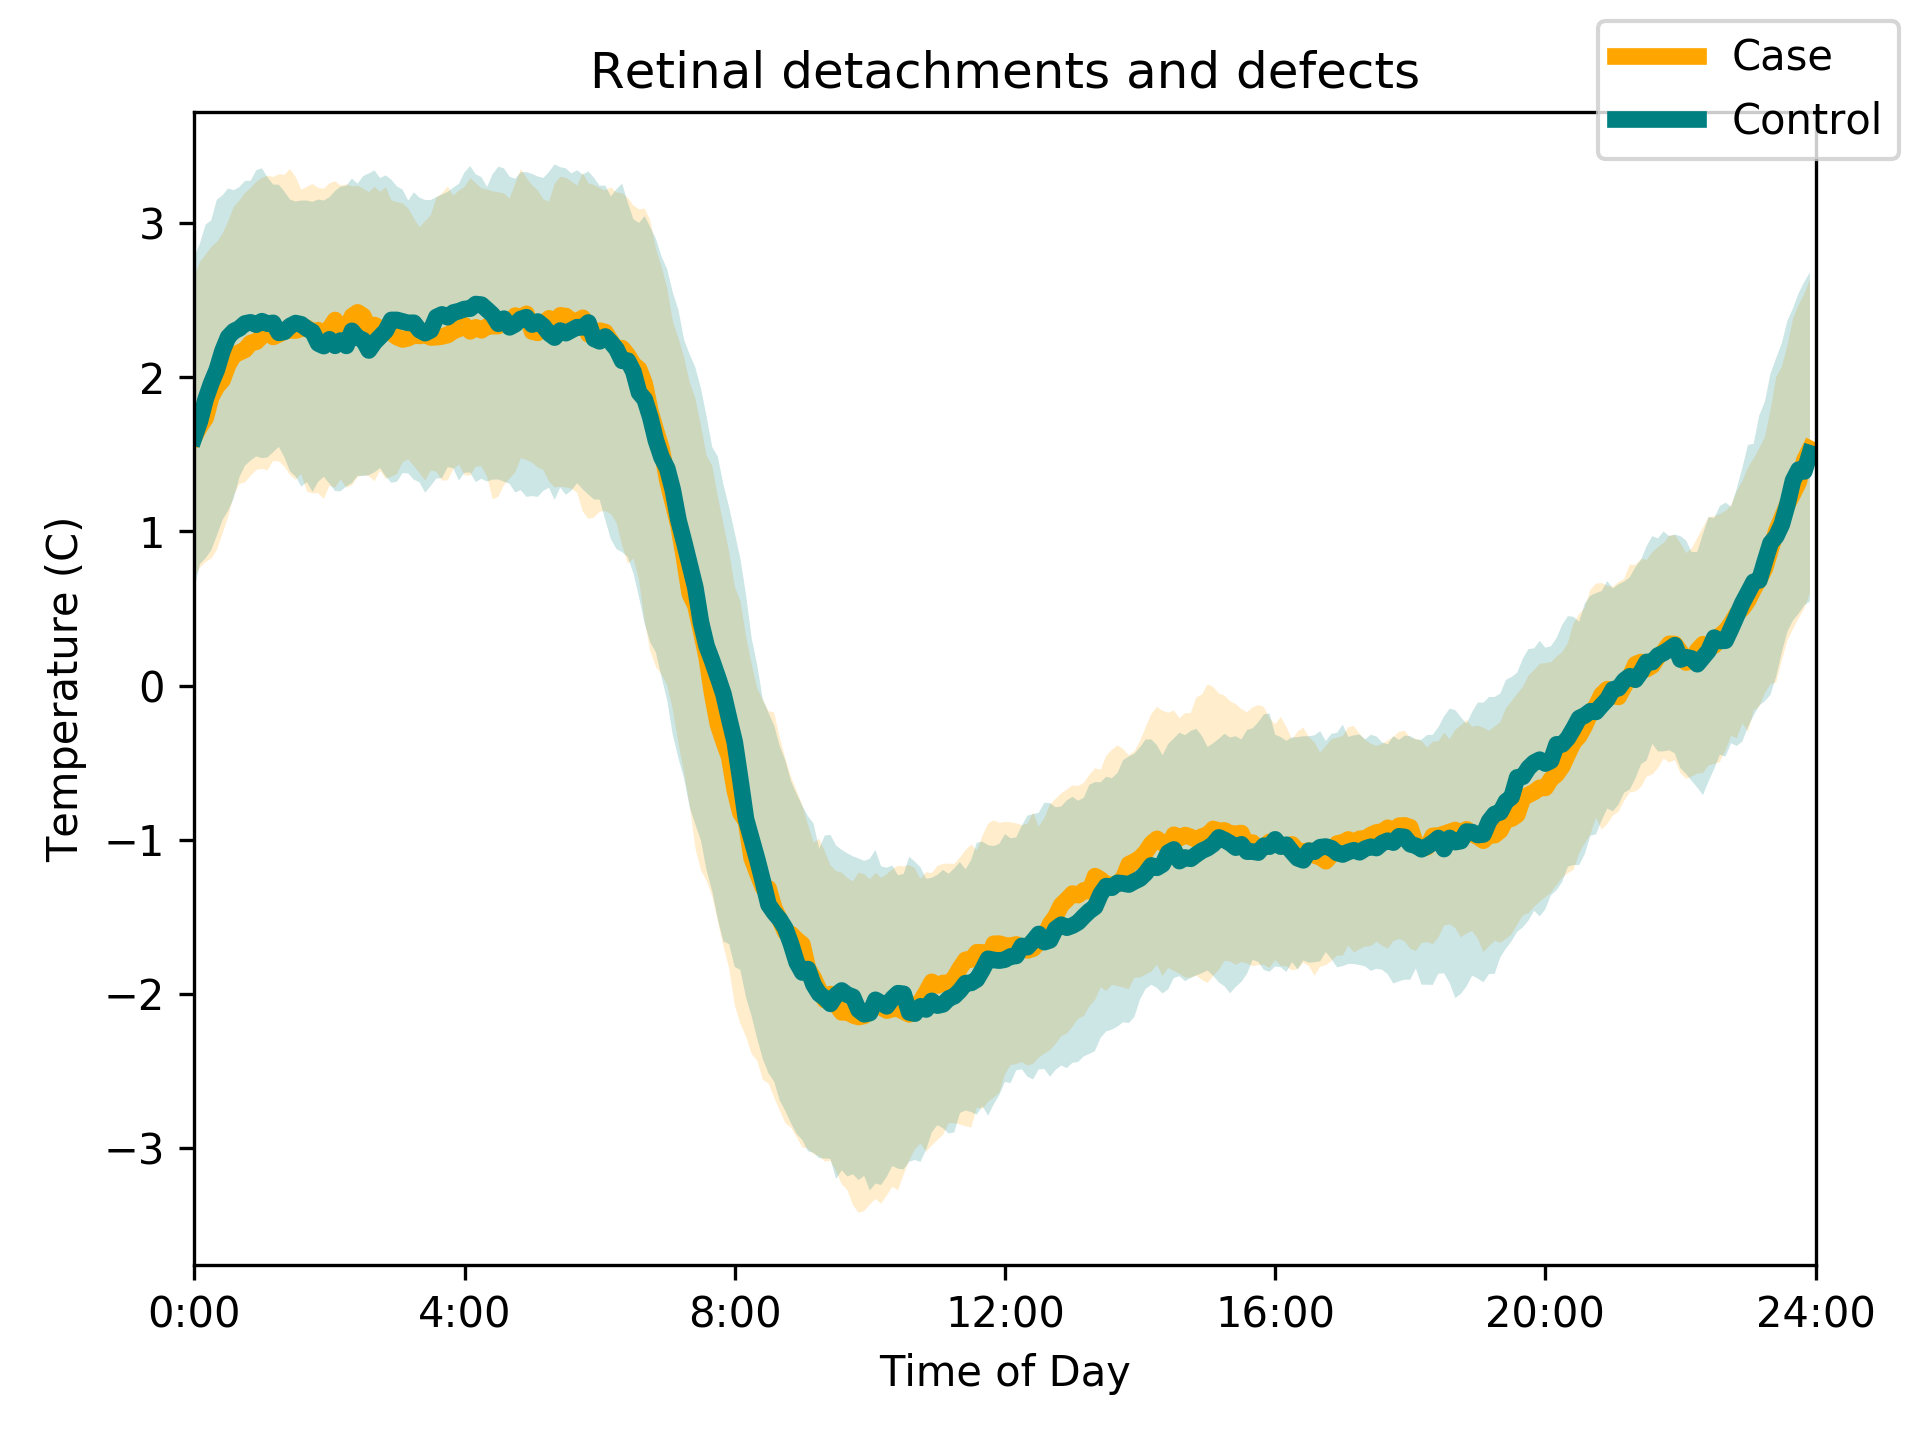 Retinal detachments and defects
Case
Control
Temperature (C)
3
2
1
0
−1
−2
−3
0:00
4:00
8:00
12:00
16:00
20:00
24:00
Time of Day